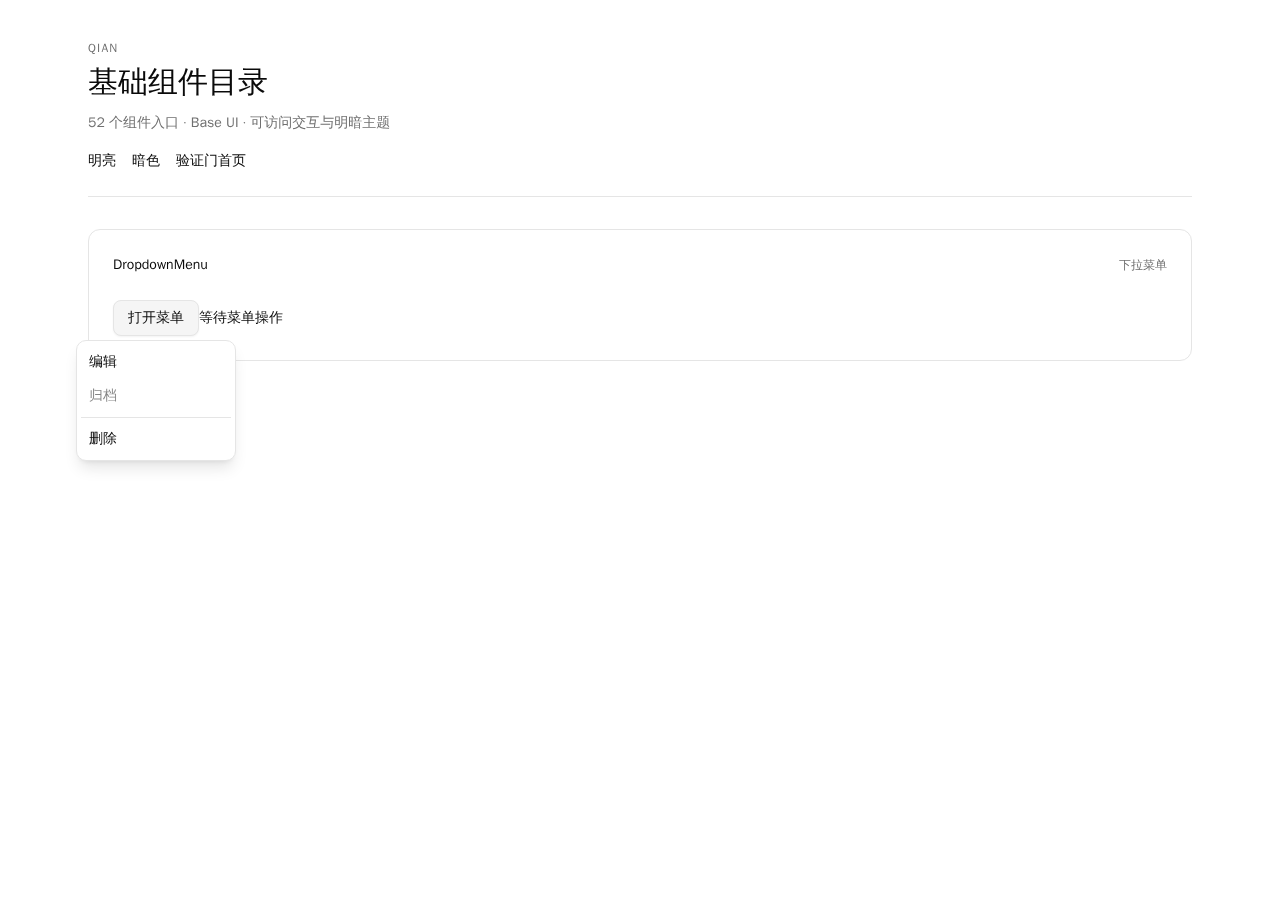 QIAN
基础组件目录
52 个组件入口 · Base UI · 可访问交互与明暗主题
明亮 暗色 验证门首页
DropdownMenu 下拉菜单
打开菜单 等待菜单操作
编辑
归档
删除